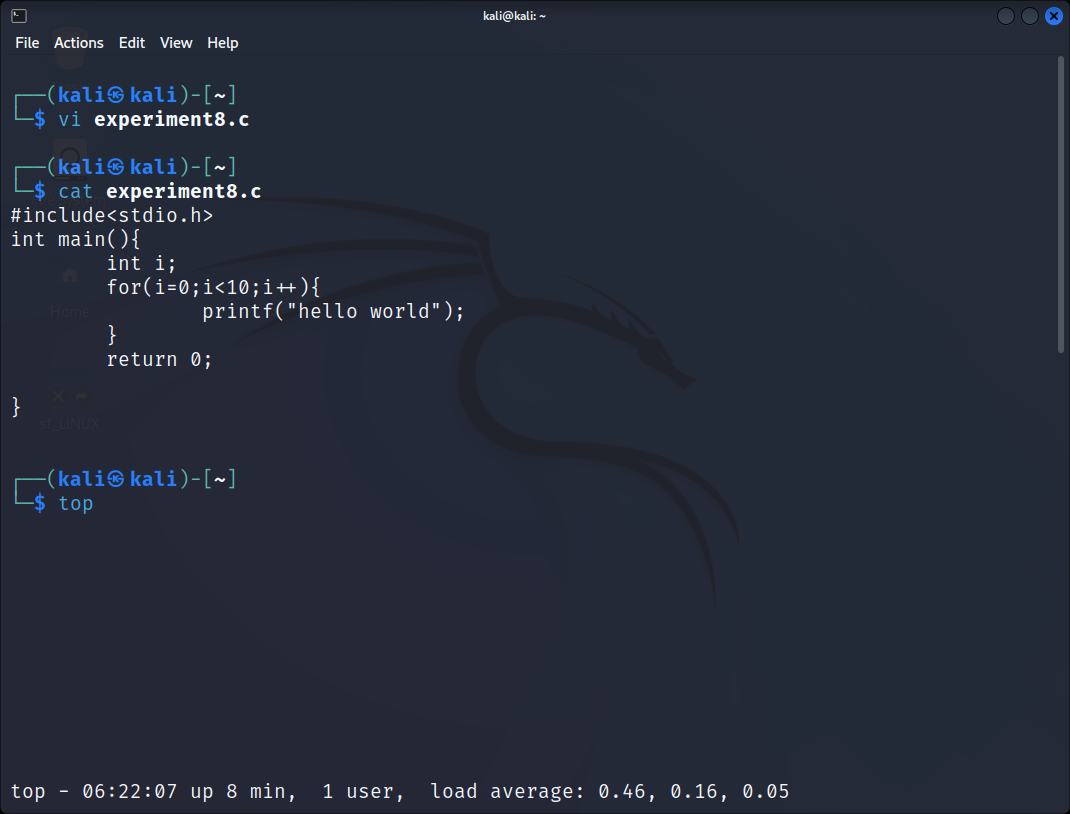 kali@kali: ~
File Actions Edit View Help
┌──(kali㉿kali)-[~]
└─$ vi experiment8.c
┌──(kali㉿kali)-[~]
└─$ cat experiment8.c
#include<stdio.h>
int main(){
        int i;
        for(i=0;i<10;i++){
                printf("hello world");
        }
        return 0;
}
Home
sf_LINUX
┌──(kali㉿kali)-[~]
└─$ top
top - 06:22:07 up 8 min,  1 user,  load average: 0.46, 0.16, 0.05